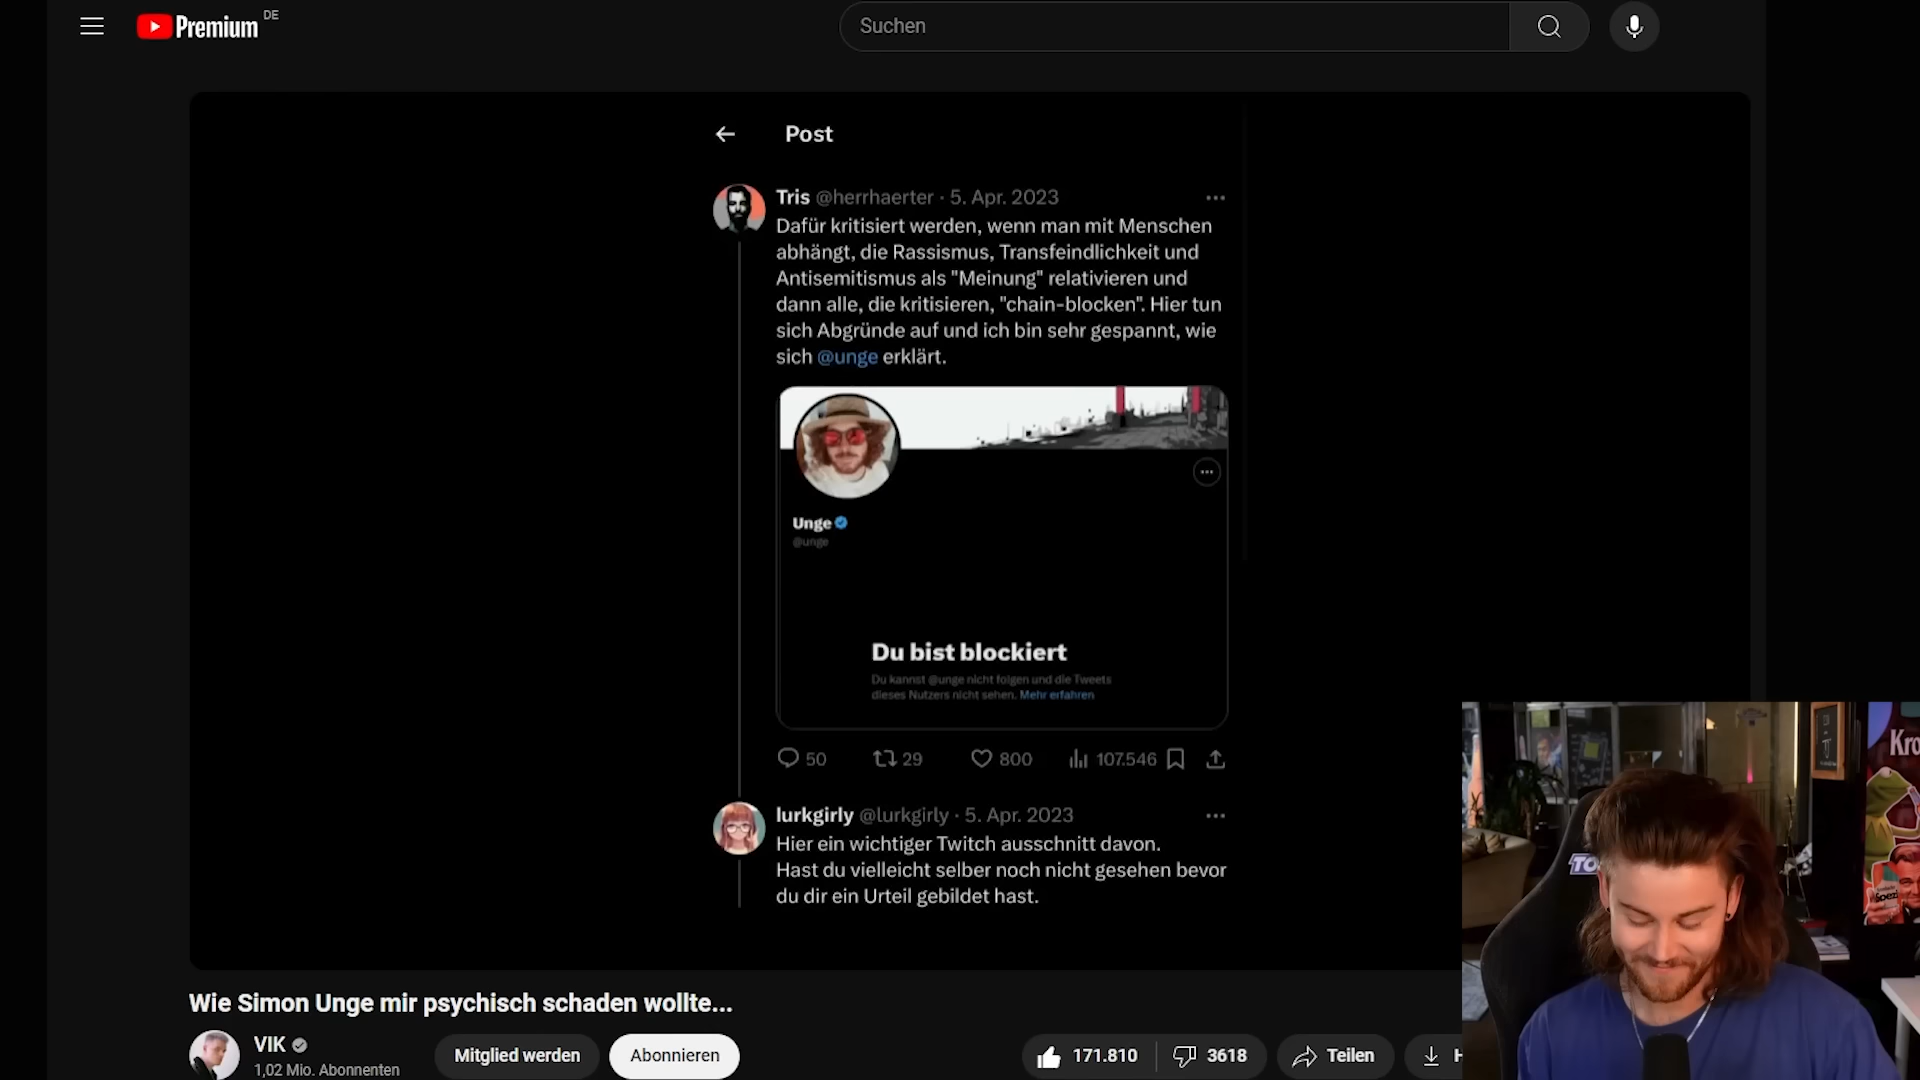 Premium DE
Suchen
Post
Tris @herrhaerter · 5. Apr. 2023
Dafür kritisiert werden, wenn man mit Menschen
abhängt, die Rassismus, Transfeindlichkeit und
Antisemitismus als "Meinung" relativieren und
dann alle, die kritisieren, "chain-blocken". Hier tun
sich Abgründe auf und ich bin sehr gespannt, wie
sich @unge erklärt.
Unge
@unge
Du bist blockiert
Du kannst @unge nicht folgen und die Tweets
dieses Nutzers nicht sehen. Mehr erfahren
50 29 800 107.546
lurkgirly @lurkgirly · 5. Apr. 2023
Hier ein wichtiger Twitch ausschnitt davon.
Hast du vielleicht selber noch nicht gesehen bevor
du dir ein Urteil gebildet hast.
Wie Simon Unge mir psychisch schaden wollte...
VIK
1,02 Mio. Abonnenten
Mitglied werden
Abonnieren
171.810
3618
Teilen
H
Kro
TO
Spezi